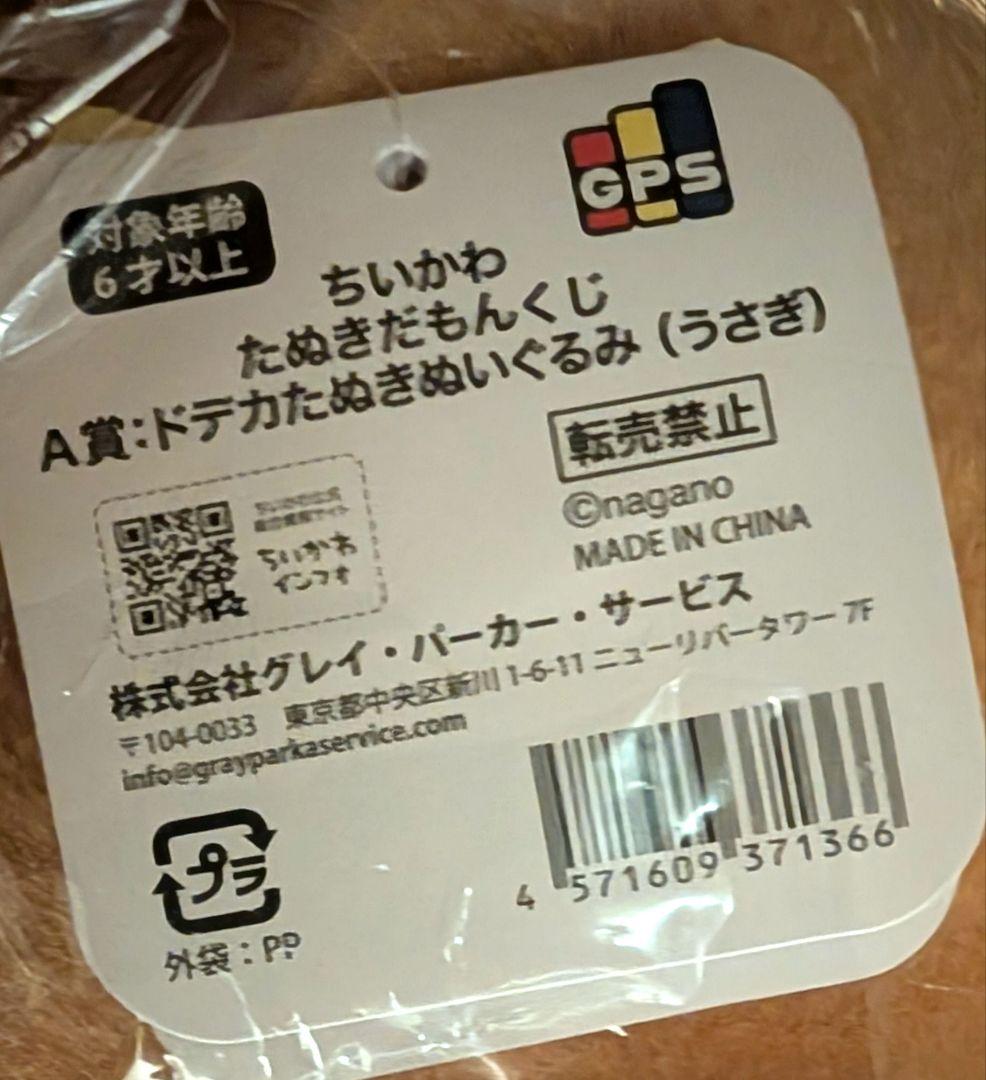 対象年齢
6才以上
GPS
ちいかわ
たぬきだもんくじ
A賞：ドデカたぬきぬいぐるみ（うさぎ）
転売禁止
©nagano
MADE IN CHINA
ちいかわ
インフォ
株式会社グレイ・パーカー・サービス
〒104-0033 東京都中央区新川1-6-11 ニューリバータワー 7F
info@grayparkaservice.com
プラ
外袋：PP
4 571609 371366